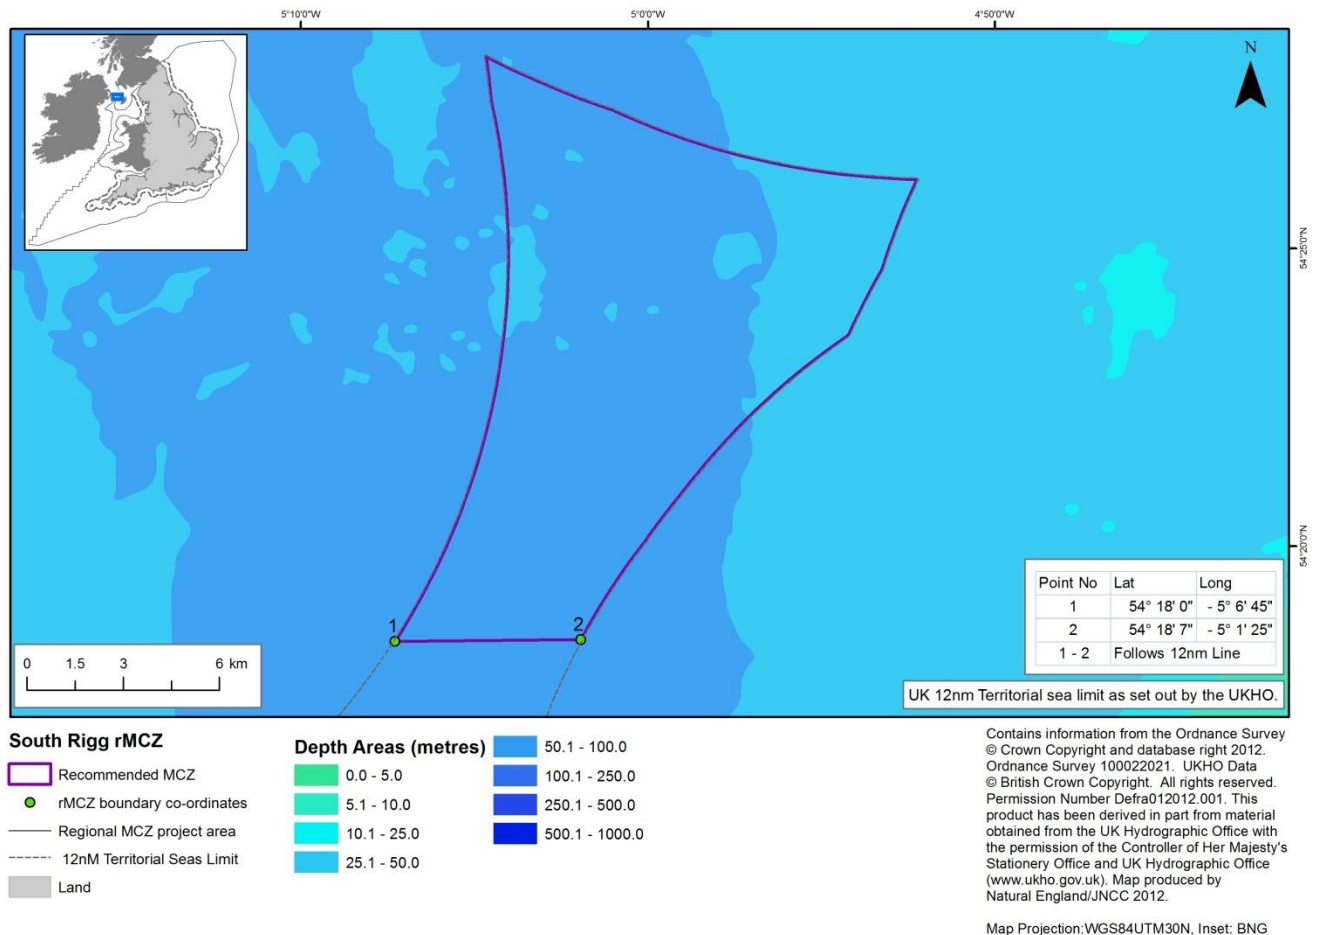 5°10'0"W
5°0'0"W
4°50'0"W
N
54°25'0"N
54°20'0"N
1
2
Point No Lat Long
1 54° 18' 0" - 5° 6' 45"
2 54° 18' 7" - 5° 1' 25"
1 - 2 Follows 12nm Line
0 1.5 3 6 km
UK 12nm Territorial sea limit as set out by the UKHO.
South Rigg rMCZ
Recommended MCZ
rMCZ boundary co-ordinates
Regional MCZ project area
12nM Territorial Seas Limit
Land
Depth Areas (metres)
0.0 - 5.0
5.1 - 10.0
10.1 - 25.0
25.1 - 50.0
50.1 - 100.0
100.1 - 250.0
250.1 - 500.0
500.1 - 1000.0
Contains information from the Ordnance Survey
© Crown Copyright and database right 2012.
Ordnance Survey 100022021. UKHO Data
© British Crown Copyright. All rights reserved.
Permission Number Defra012012.001. This
product has been derived in part from material
obtained from the UK Hydrographic Office with
the permission of the Controller of Her Majesty's
Stationery Office and UK Hydrographic Office
(www.ukho.gov.uk). Map produced by
Natural England/JNCC 2012.
Map Projection:WGS84UTM30N, Inset: BNG